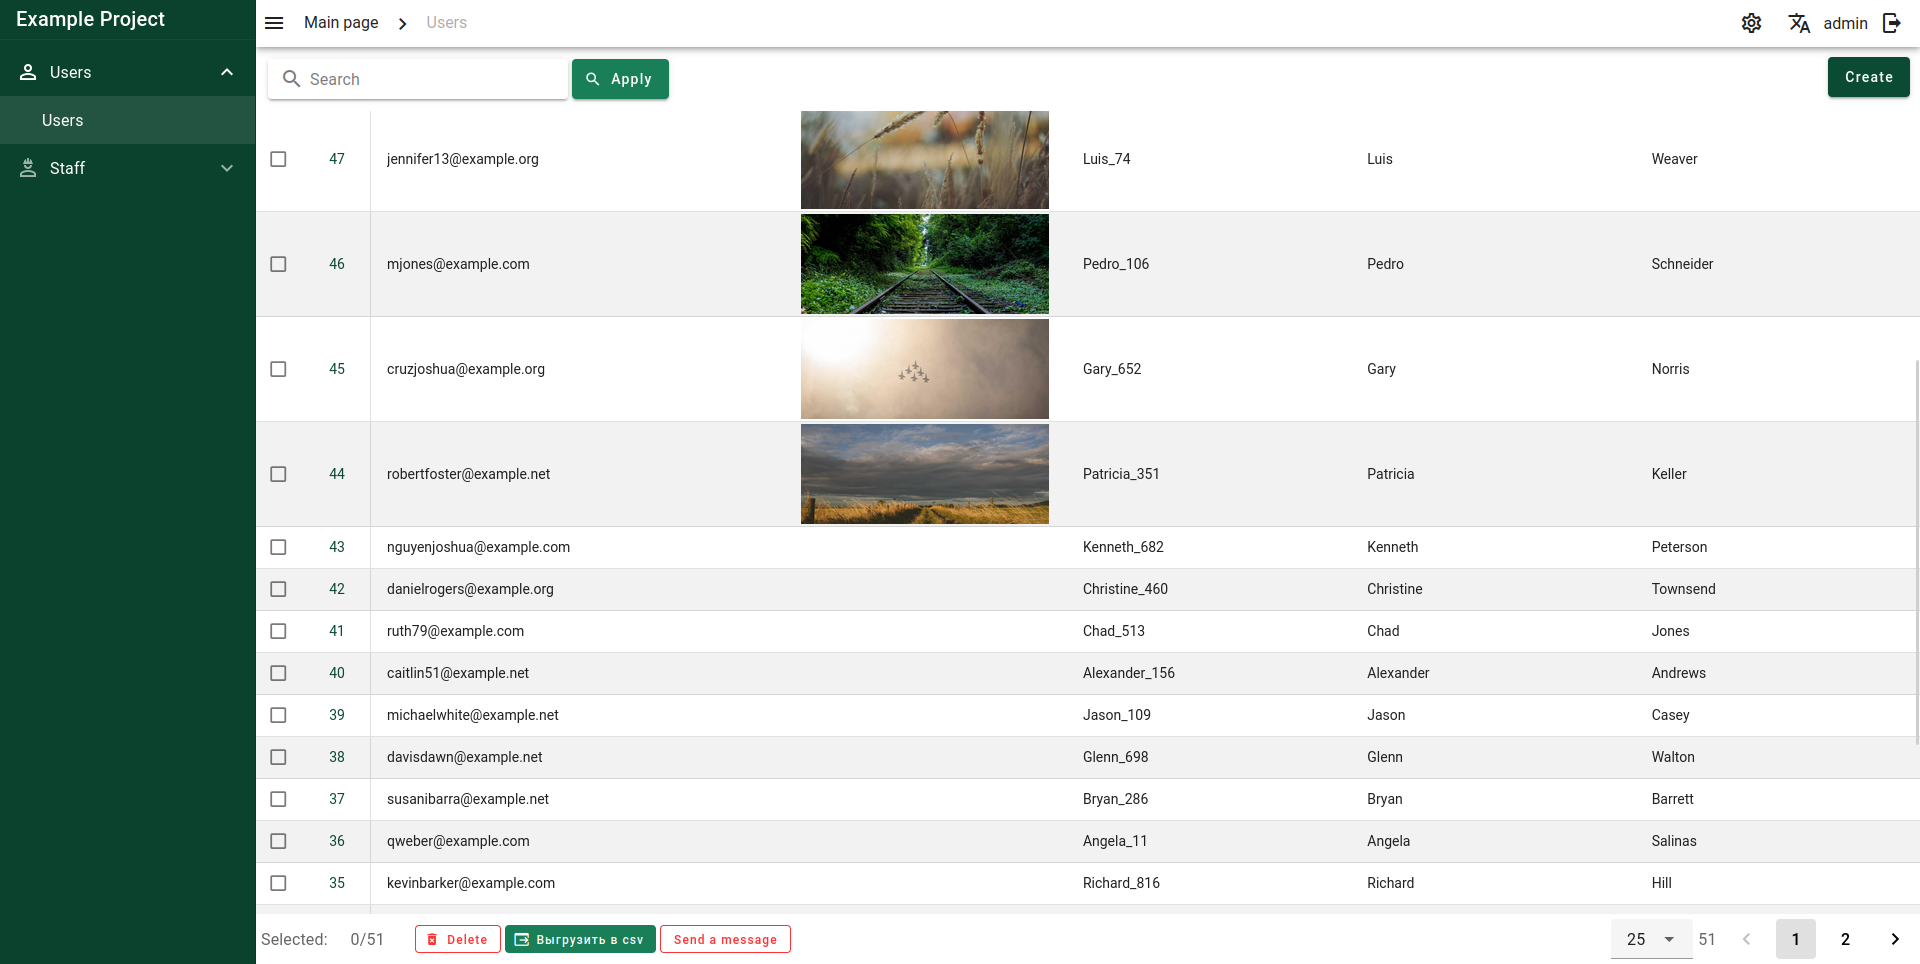 Example Project
Main page Users
admin
Users
Users
Staff
Search
Apply
Create
47 jennifer13@example.org Luis_74 Luis Weaver
46 mjones@example.com Pedro_106 Pedro Schneider
45 cruzjoshua@example.org Gary_652 Gary Norris
44 robertfoster@example.net Patricia_351 Patricia Keller
43 nguyenjoshua@example.com Kenneth_682 Kenneth Peterson
42 danielrogers@example.org Christine_460 Christine Townsend
41 ruth79@example.com Chad_513 Chad Jones
40 caitlin51@example.net Alexander_156 Alexander Andrews
39 michaelwhite@example.net Jason_109 Jason Casey
38 davisdawn@example.net Glenn_698 Glenn Walton
37 susanibarra@example.net Bryan_286 Bryan Barrett
36 qweber@example.com Angela_11 Angela Salinas
35 kevinbarker@example.com Richard_816 Richard Hill
Selected: 0/51 Delete Выгрузить в csv Send a message 25 51 1 2